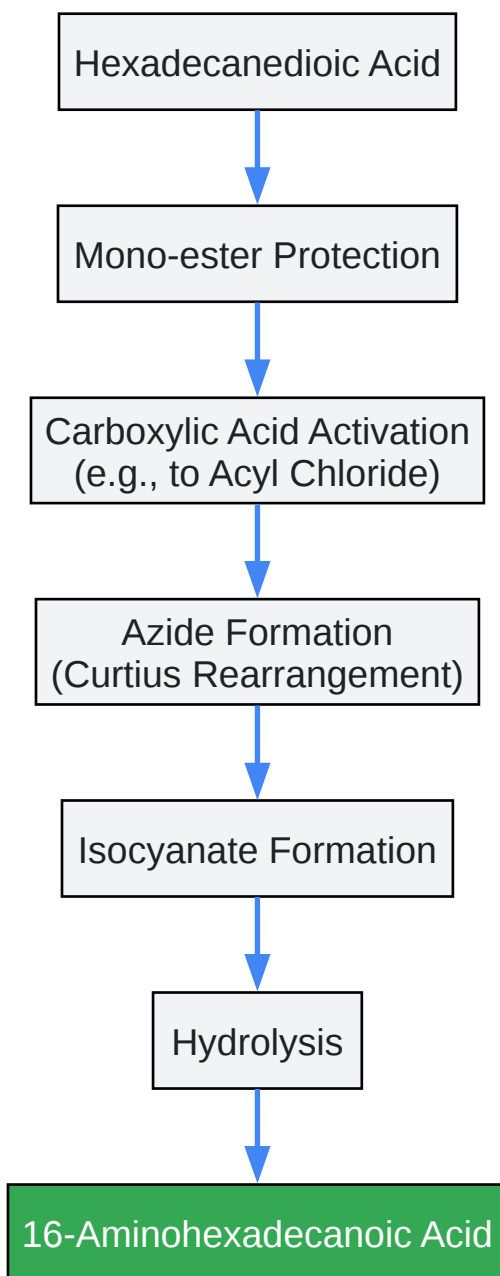 Hexadecanedioic Acid
Mono-ester Protection
Carboxylic Acid Activation
(e.g., to Acyl Chloride)
Azide Formation
(Curtius Rearrangement)
Isocyanate Formation
Hydrolysis
16-Aminohexadecanoic Acid